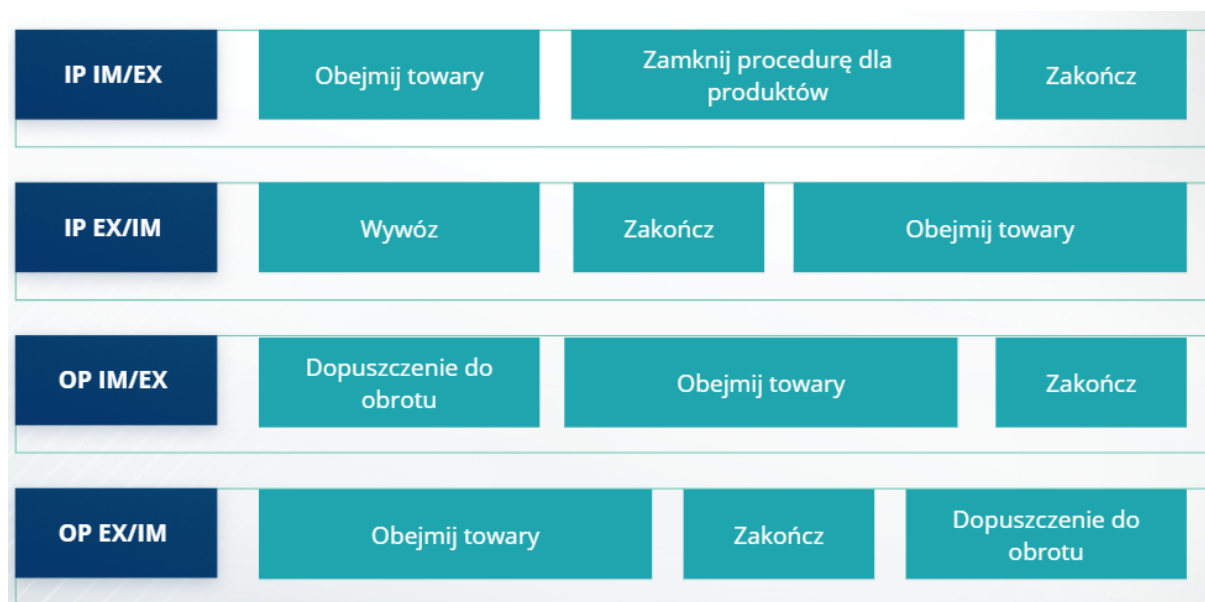 IP IM/EX
Obejmij towary
Zamknij procedurę dla
produktów
Zakończ
IP EX/IM
Wywóz
Zakończ
Obejmij towary
OP IM/EX
Dopuszczenie do
obrotu
Obejmij towary
Zakończ
OP EX/IM
Obejmij towary
Zakończ
Dopuszczenie do
obrotu